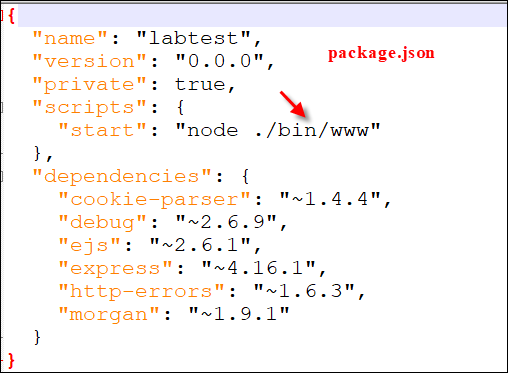 {
"name": "labtest",
package.json
"version": "0.0.0",
"private": true,
"scripts": {
"start": "node ./bin/www"
},
"dependencies": {
"cookie-parser": "~1.4.4",
"debug": "~2.6.9",
"ejs": "~2.6.1",
"express": "~4.16.1",
"http-errors": "~1.6.3",
"morgan": "~1.9.1"
}
}